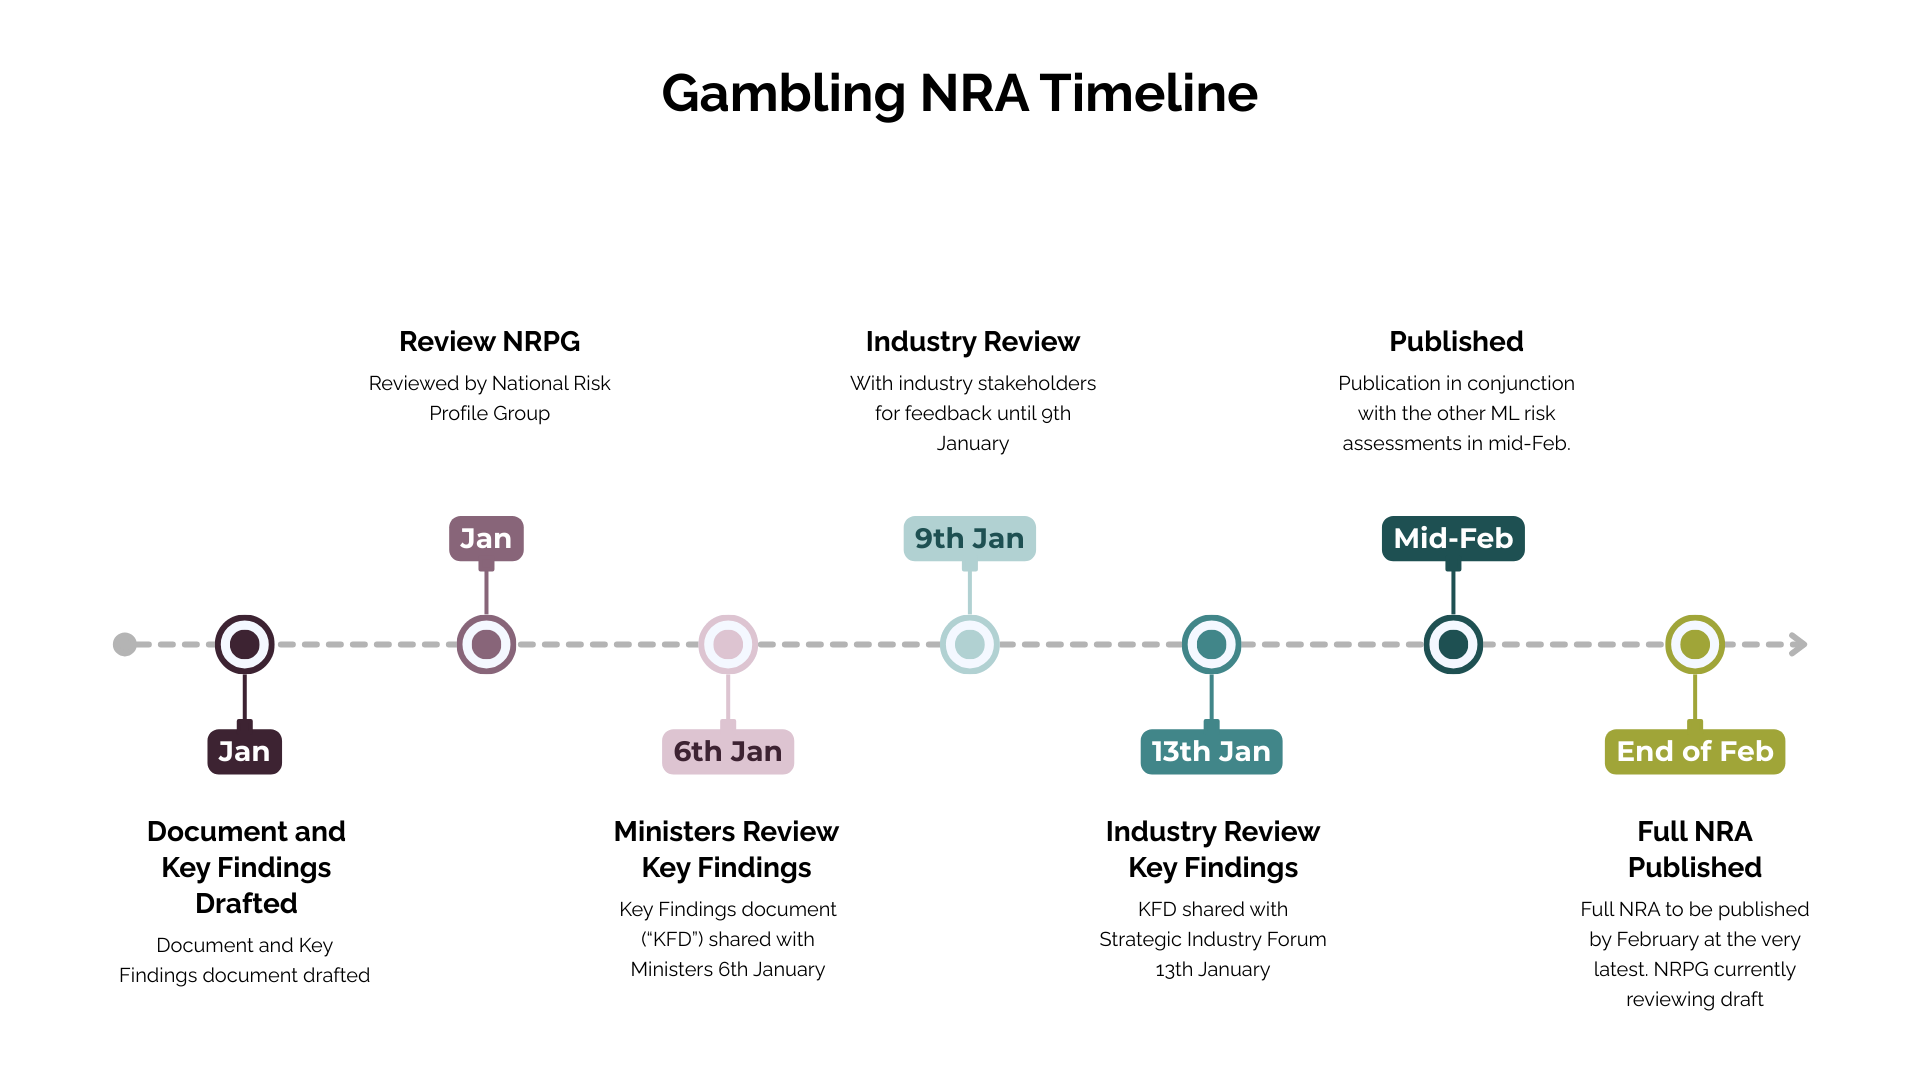 Gambling NRA Timeline
Review NRPG
Reviewed by National Risk
Profile Group
Industry Review
With industry stakeholders
for feedback until 9th
January
Published
Publication in conjunction
with the other ML risk
assessments in mid-Feb.
Jan
9th Jan
Mid-Feb
Jan
6th Jan
13th Jan
End of Feb
Document and
Key Findings
Drafted
Document and Key
Findings document drafted
Ministers Review
Key Findings
Key Findings document
(“KFD”) shared with
Ministers 6th January
Industry Review
Key Findings
KFD shared with
Strategic Industry Forum
13th January
Full NRA
Published
Full NRA to be published
by February at the very
latest. NRPG currently
reviewing draft